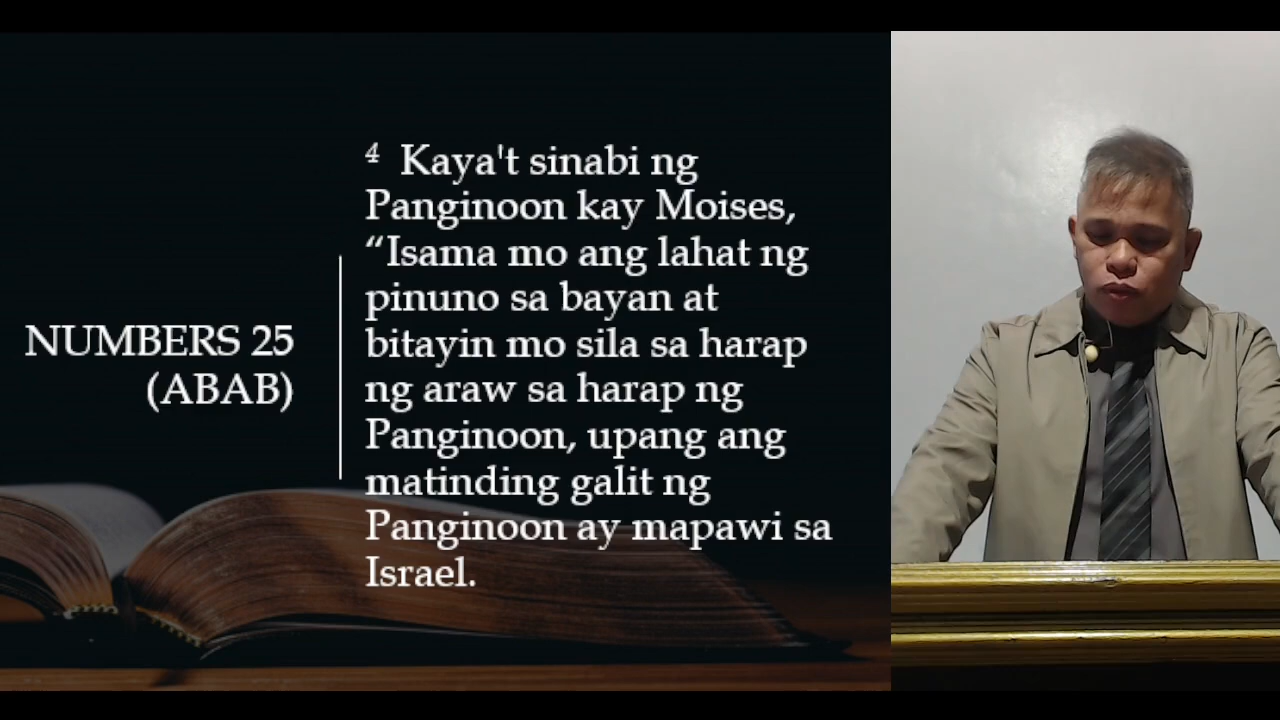 NUMBERS 25
(ABAB)
4 Kaya't sinabi ng
Panginoon kay Moises,
“Isama mo ang lahat ng
pinuno sa bayan at
bitayin mo sila sa harap
ng araw sa harap ng
Panginoon, upang ang
matinding galit ng
Panginoon ay mapawi sa
Israel.